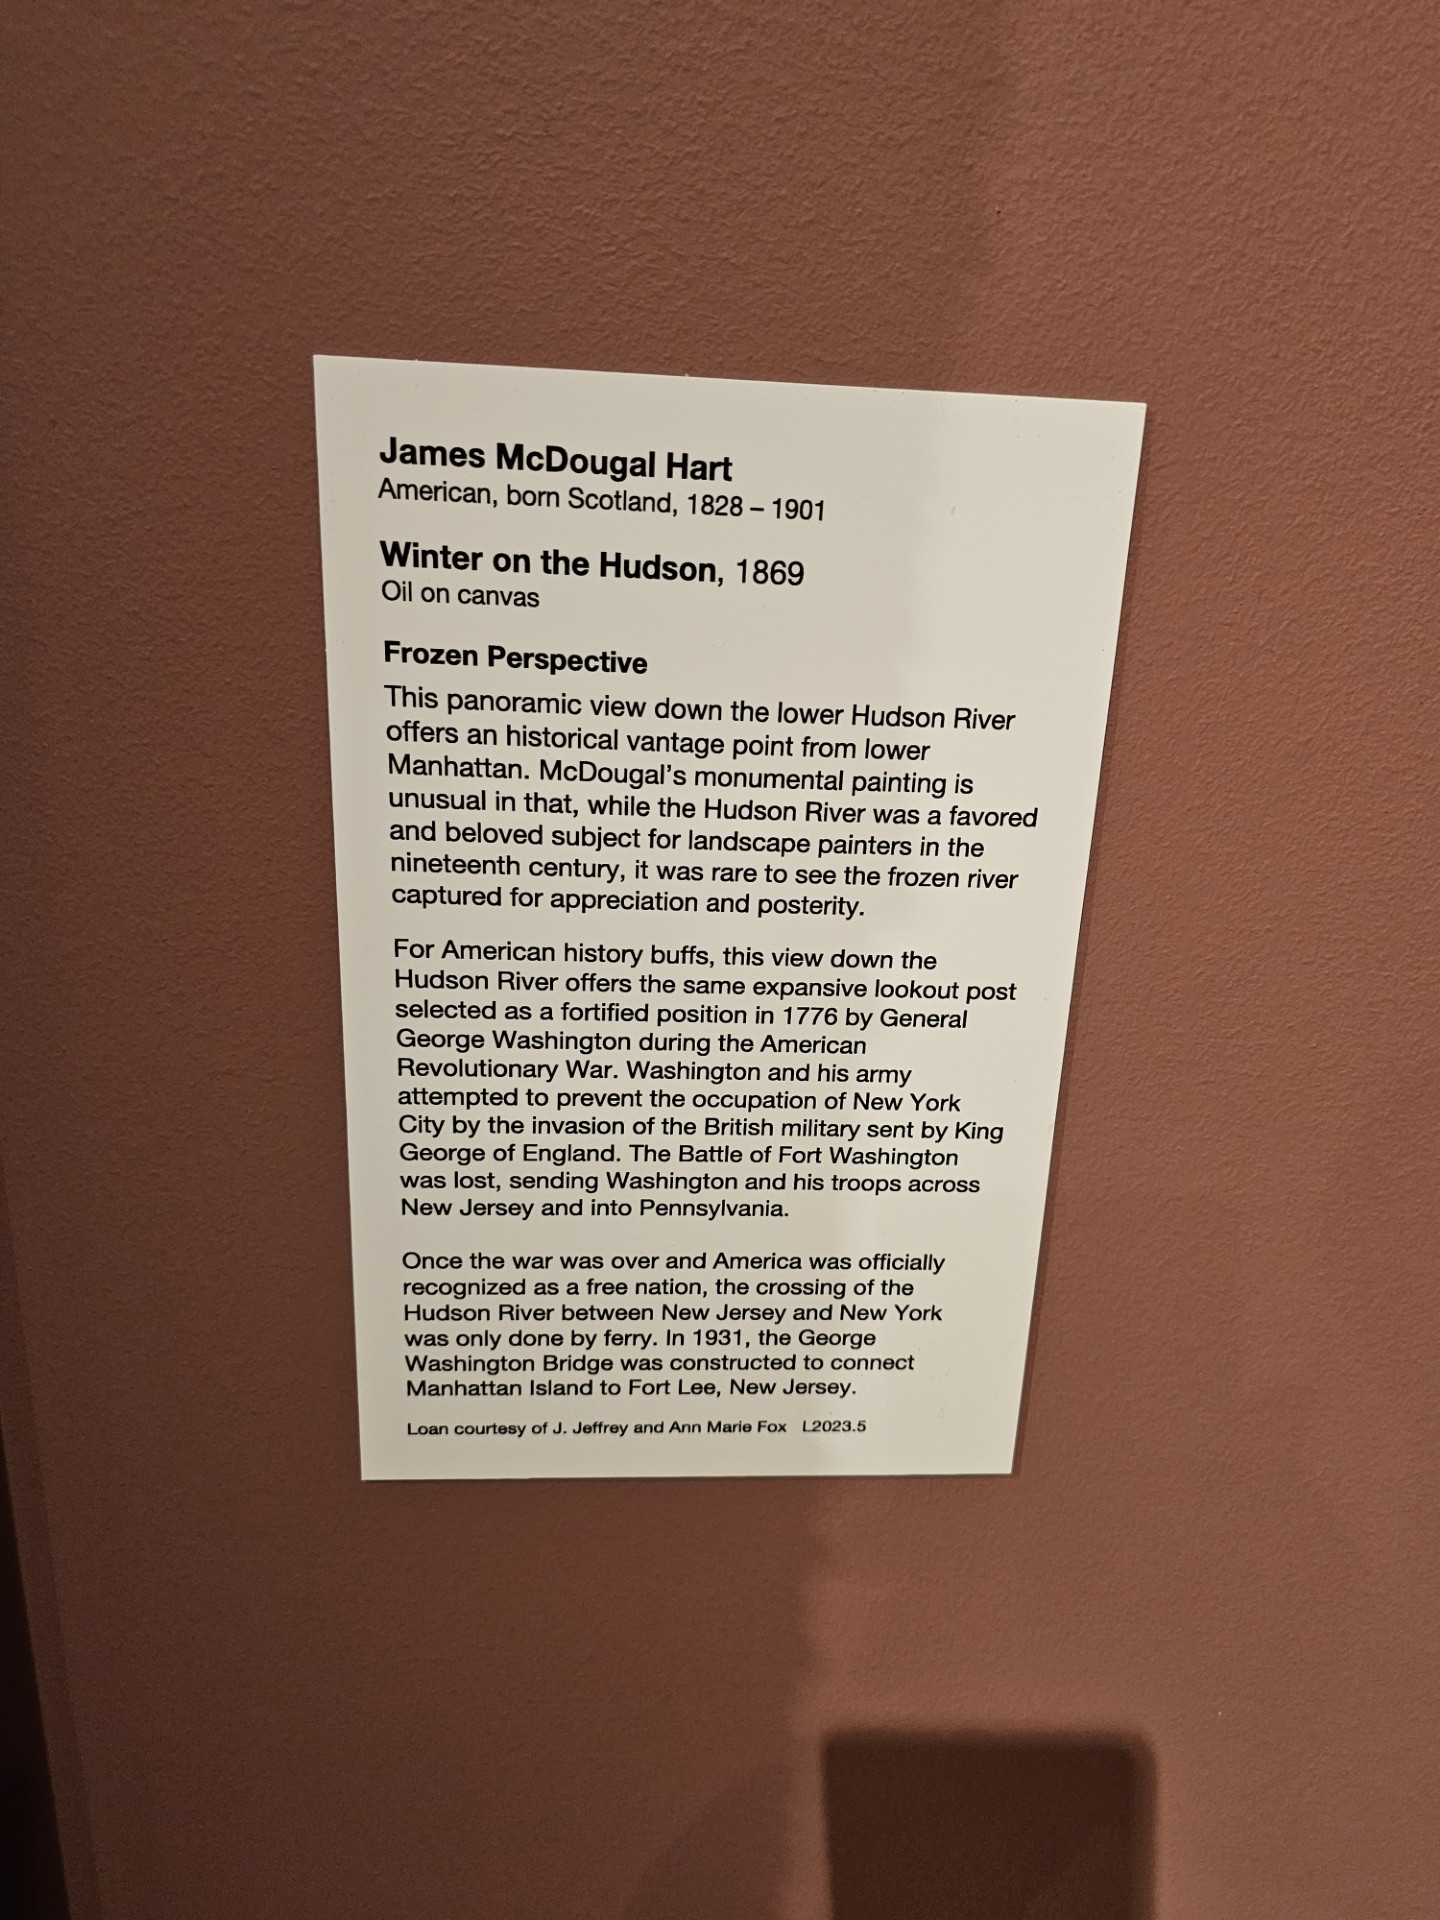 James McDougal Hart
American, born Scotland, 1828 – 1901
Winter on the Hudson, 1869
Oil on canvas
Frozen Perspective
This panoramic view down the lower Hudson River
offers an historical vantage point from lower
Manhattan. McDougal's monumental painting is
unusual in that, while the Hudson River was a favored
and beloved subject for landscape painters in the
nineteenth century, it was rare to see the frozen river
captured for appreciation and posterity.
For American history buffs, this view down the
Hudson River offers the same expansive lookout post
selected as a fortified position in 1776 by General
George Washington during the American
Revolutionary War. Washington and his army
attempted to prevent the occupation of New York
City by the invasion of the British military sent by King
George of England. The Battle of Fort Washington
was lost, sending Washington and his troops across
New Jersey and into Pennsylvania.
Once the war was over and America was officially
recognized as a free nation, the crossing of the
Hudson River between New Jersey and New York
was only done by ferry. In 1931, the George
Washington Bridge was constructed to connect
Manhattan Island to Fort Lee, New Jersey.
Loan courtesy of J. Jeffrey and Ann Marie Fox L2023.5